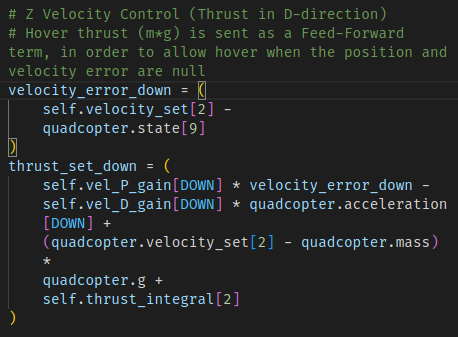 # Z Velocity Control (Thrust in D-direction)
# Hover thrust (m*g) is sent as a Feed-Forward
term, in order to allow hover when the position and
velocity error are null
velocity_error_down = (
    self.velocity_set[2] -
    quadcopter.state[9]
)
thrust_set_down = (
    self.vel_P_gain[DOWN] * velocity_error_down -
    self.vel_D_gain[DOWN] * quadcopter.acceleration
    [DOWN] +
    (quadcopter.velocity_set[2] - quadcopter.mass)
    *
    quadcopter.g +
    self.thrust_integral[2]
)